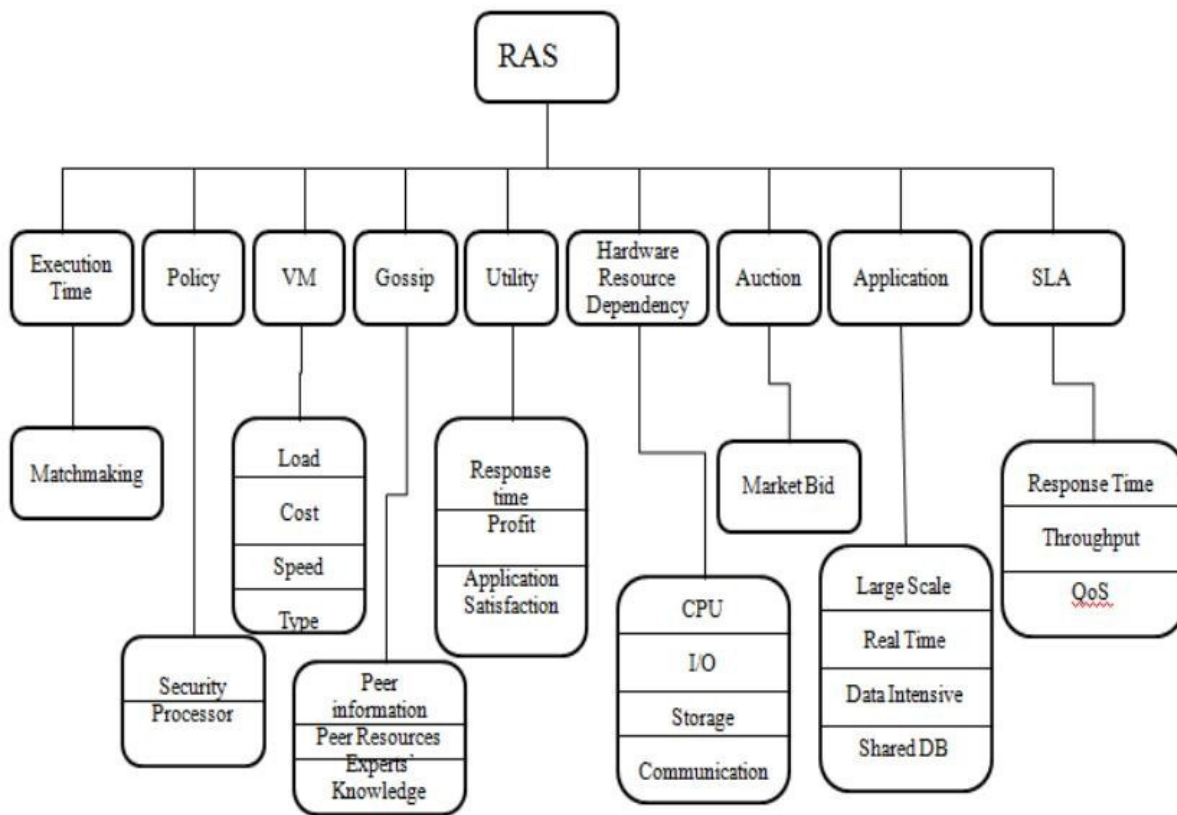 RAS
Execution
Time
Policy
VM
Gossip
Utility
Hardware
Resource
Dependency
Auction
Application
SLA
Matchmaking
Load
Cost
Speed
Type
Response
time
Profit
Application
Satisfaction
Market Bid
Response Time
Throughput
QoS
Security
Processor
Peer
information
Peer Resources
Experts'
Knowledge
CPU
I/O
Storage
Communication
Large Scale
Real Time
Data Intensive
Shared DB